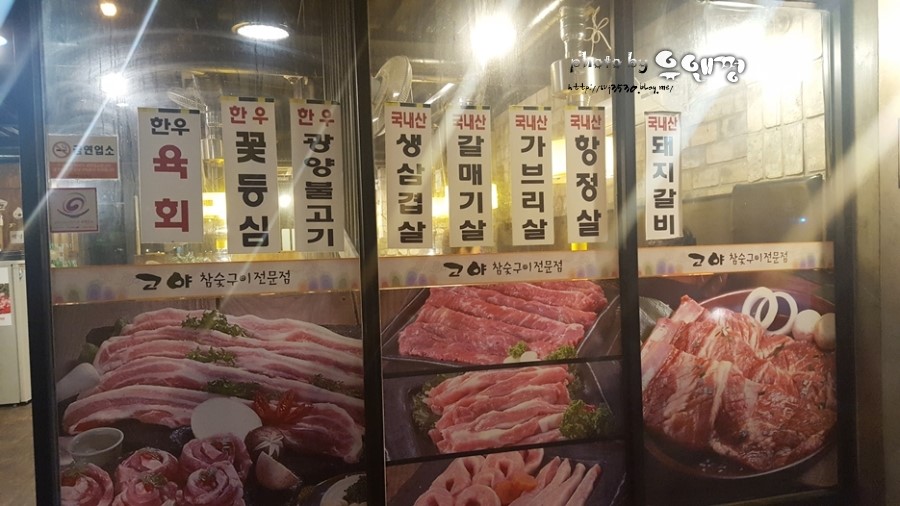 photo by 유앤쩡
한우 육회
한우 꽃등심
한우 광양불고기
국내산 생삼겹살
국내산 갈매기살
국내산 가브리살
국내산 항정살
국내산 돼지갈비
금연업소
고야 참숯구이전문점
고야 참숯구이전문점
고야 참숯구이전문점